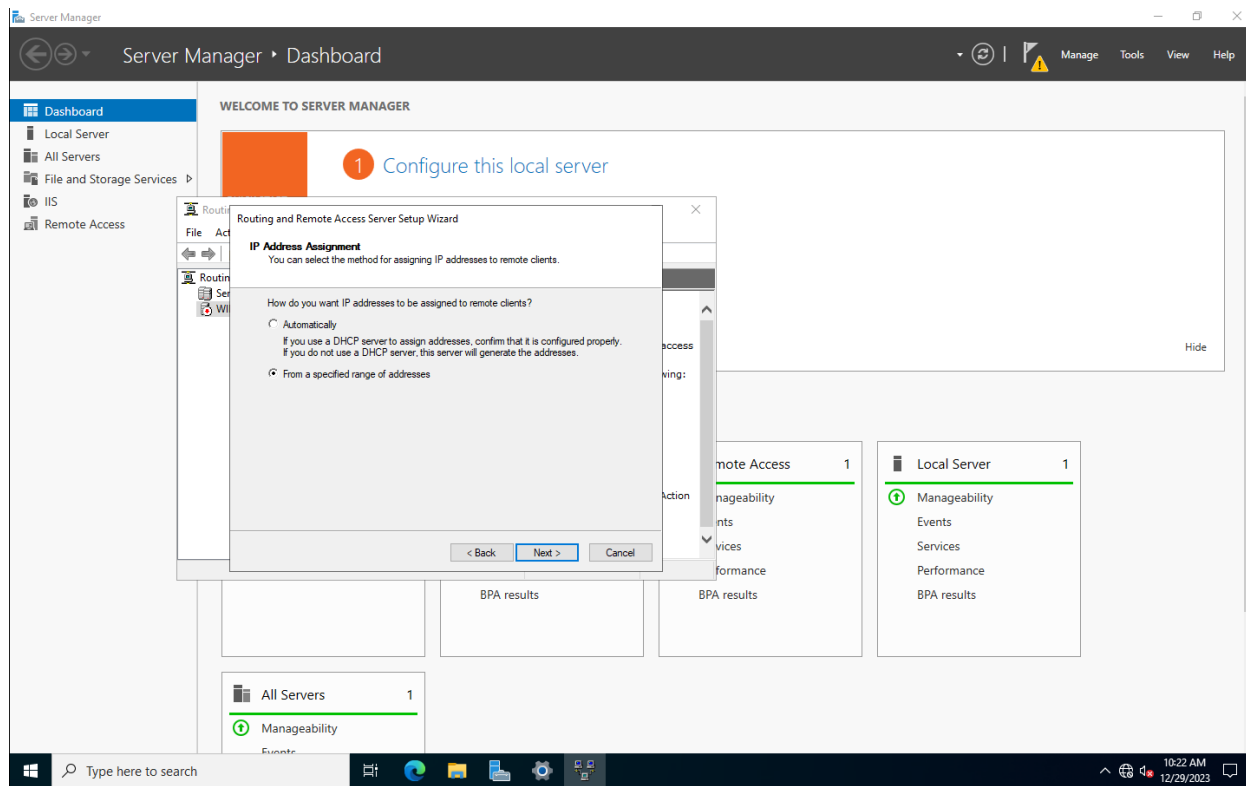 Server Manager
Server Manager • Dashboard
Manage Tools View Help
Dashboard
Local Server
All Servers
File and Storage Services
IIS
Remote Access
WELCOME TO SERVER MANAGER
1 Configure this local server
Hide
File
Routing and Remote Access Server Setup Wizard
IP Address Assignment
You can select the method for assigning IP addresses to remote clients.
How do you want IP addresses to be assigned to remote clients?
Automatically
If you use a DHCP server to assign addresses, confirm that it is configured properly.
If you do not use a DHCP server, this server will generate the addresses.
From a specified range of addresses
< Back Next > Cancel
Action
BPA results
mote Access 1
nageability
nts
vices
formance
BPA results
Local Server 1
Manageability
Events
Services
Performance
BPA results
All Servers 1
Manageability
Events
Type here to search
10:22 AM
12/29/2023